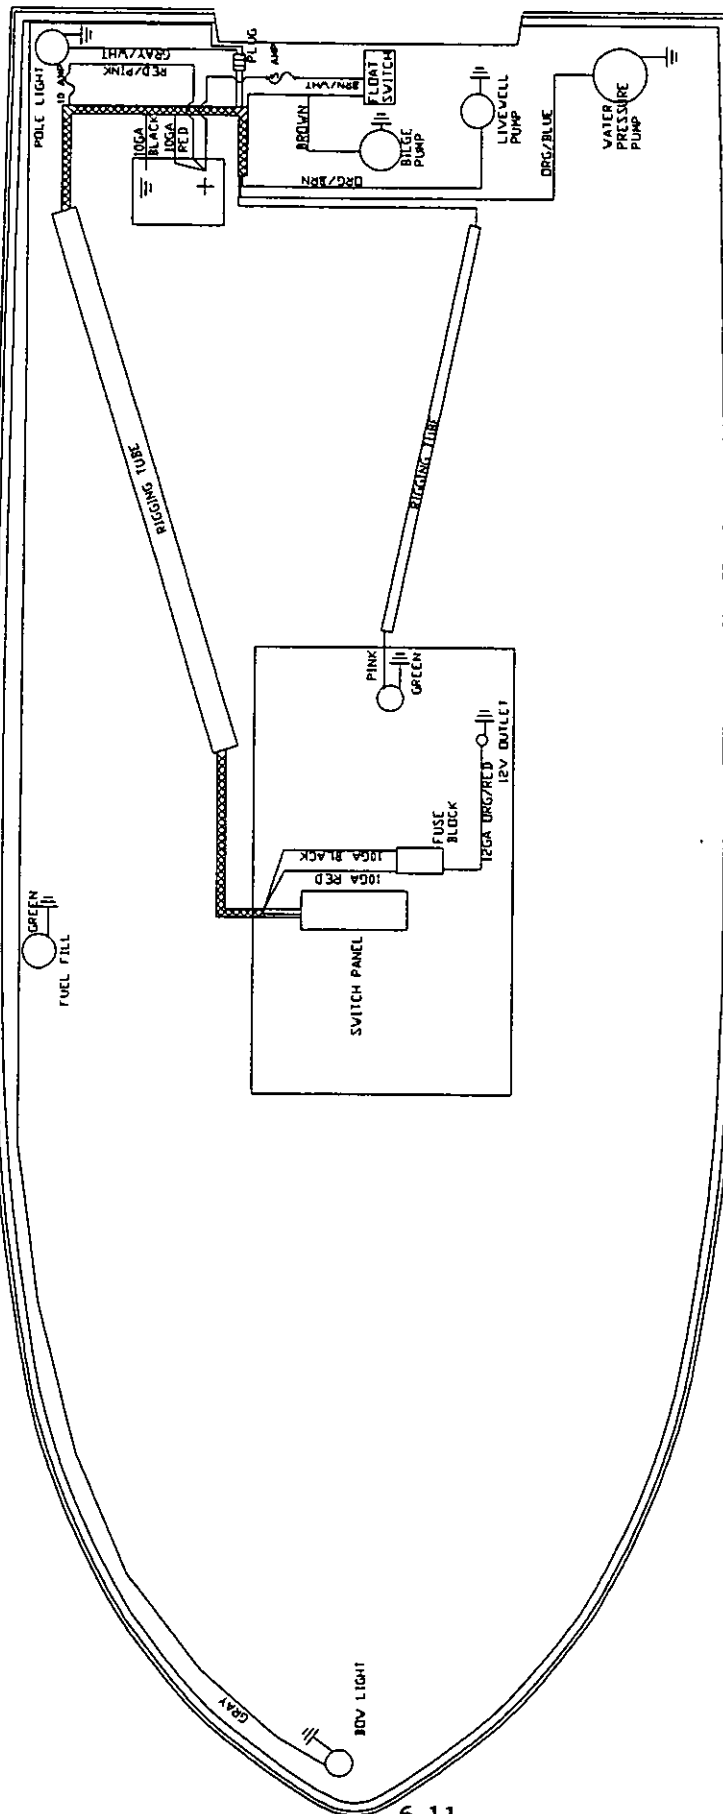 POLE LIGHT
10 AMP
GRAY/WHT
RED/PINK
PLUG
5 AMP
BRN/WHT
FLOAT
SWITCH
10GA
BLACK
10GA
RED
BROWN
BILGE
PUMP
ORG/BRN
LIVEWELL
PUMP
ORG/BLUE
WATER
PRESSURE
PUMP
RIGGING TUBE
RIGGING TUBE
PINK
GREEN
12V OUTLET
12GA ORG/RED
FUSE
BLOCK
10GA BLACK
10GA RED
SWITCH PANEL
GREEN
FUEL FILL
GRAY
BOW LIGHT
6-11